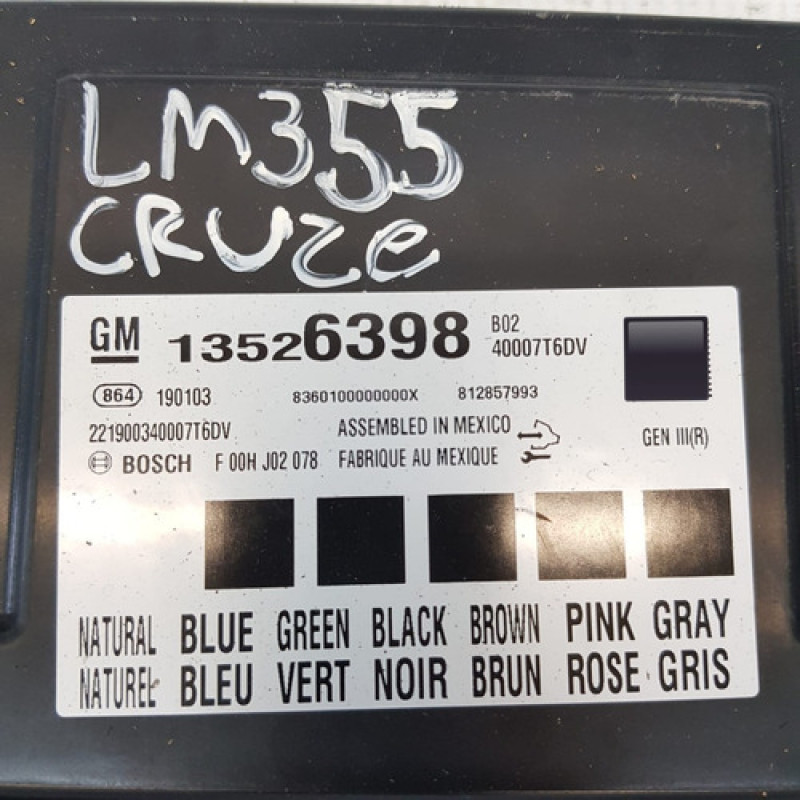 LM355
CRUZE
GM 13526398 B02
40007T6DV
864 190103 8360100000000X 812857993
221900340007T6DV ASSEMBLED IN MEXICO GEN III(R)
BOSCH F 00H J02 078 FABRIQUE AU MEXIQUE
NATURAL BLUE GREEN BLACK BROWN PINK GRAY
NATUREL BLEU VERT NOIR BRUN ROSE GRIS